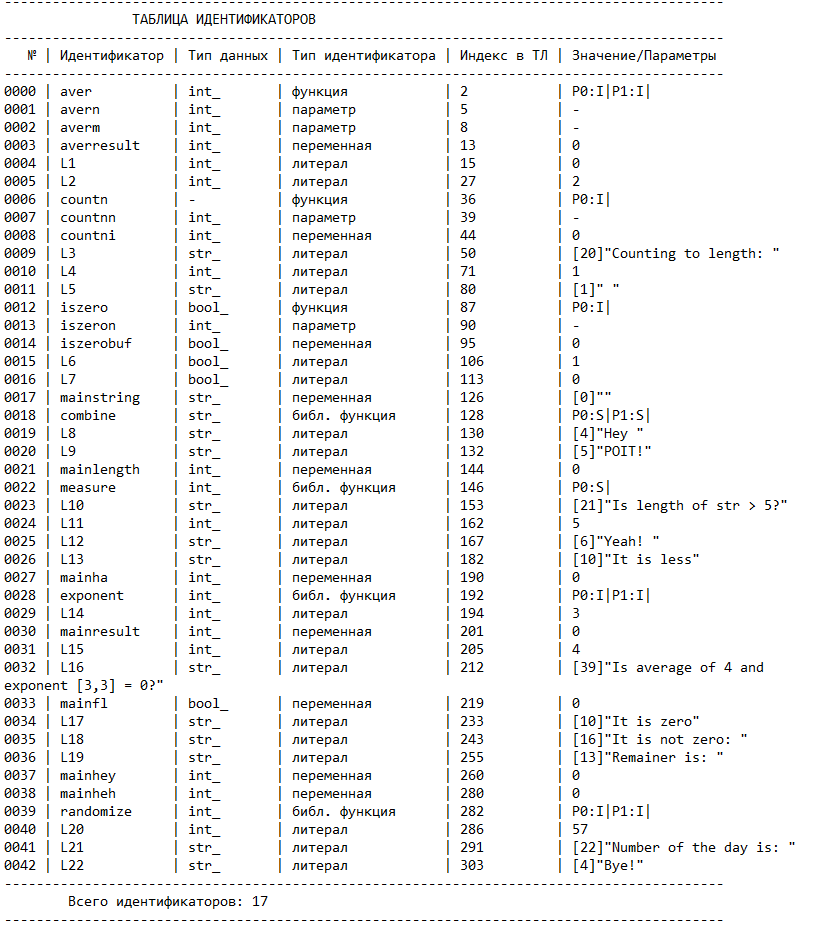 ------------------------------------------------------------------------------------------
ТАБЛИЦА ИДЕНТИФИКАТОРОВ
------------------------------------------------------------------------------------------
№ | Идентификатор | Тип данных | Тип идентификатора | Индекс в ТЛ | Значение/Параметры
------------------------------------------------------------------------------------------
0000 | aver | int_ | функция | 2 | P0:I|P1:I|
0001 | avern | int_ | параметр | 5 | -
0002 | averm | int_ | параметр | 8 | -
0003 | averresult | int_ | переменная | 13 | 0
0004 | L1 | int_ | литерал | 15 | 0
0005 | L2 | int_ | литерал | 27 | 2
0006 | countn | - | функция | 36 | P0:I|
0007 | countnn | int_ | параметр | 39 | -
0008 | countni | int_ | переменная | 44 | 0
0009 | L3 | str_ | литерал | 50 | [20]"Counting to length: "
0010 | L4 | int_ | литерал | 71 | 1
0011 | L5 | str_ | литерал | 80 | [1]" "
0012 | iszero | bool_ | функция | 87 | P0:I|
0013 | iszeron | int_ | параметр | 90 | -
0014 | iszerobuf | bool_ | переменная | 95 | 0
0015 | L6 | bool_ | литерал | 106 | 1
0016 | L7 | bool_ | литерал | 113 | 0
0017 | mainstring | str_ | переменная | 126 | [0]""
0018 | combine | str_ | библ. функция | 128 | P0:S|P1:S|
0019 | L8 | str_ | литерал | 130 | [4]"Hey "
0020 | L9 | str_ | литерал | 132 | [5]"POIT!"
0021 | mainlength | int_ | переменная | 144 | 0
0022 | measure | int_ | библ. функция | 146 | P0:S|
0023 | L10 | str_ | литерал | 153 | [21]"Is length of str > 5?"
0024 | L11 | int_ | литерал | 162 | 5
0025 | L12 | str_ | литерал | 167 | [6]"Yeah! "
0026 | L13 | str_ | литерал | 182 | [10]"It is less"
0027 | mainha | int_ | переменная | 190 | 0
0028 | exponent | int_ | библ. функция | 192 | P0:I|P1:I|
0029 | L14 | int_ | литерал | 194 | 3
0030 | mainresult | int_ | переменная | 201 | 0
0031 | L15 | int_ | литерал | 205 | 4
0032 | L16 | str_ | литерал | 212 | [39]"Is average of 4 and
exponent [3,3] = 0?"
0033 | mainfl | bool_ | переменная | 219 | 0
0034 | L17 | str_ | литерал | 233 | [10]"It is zero"
0035 | L18 | str_ | литерал | 243 | [16]"It is not zero: "
0036 | L19 | str_ | литерал | 255 | [13]"Remainer is: "
0037 | mainhey | int_ | переменная | 260 | 0
0038 | mainheh | int_ | переменная | 280 | 0
0039 | randomize | int_ | библ. функция | 282 | P0:I|P1:I|
0040 | L20 | int_ | литерал | 286 | 57
0041 | L21 | str_ | литерал | 291 | [22]"Number of the day is: "
0042 | L22 | str_ | литерал | 303 | [4]"Bye!"
------------------------------------------------------------------------------------------
Всего идентификаторов: 17
------------------------------------------------------------------------------------------